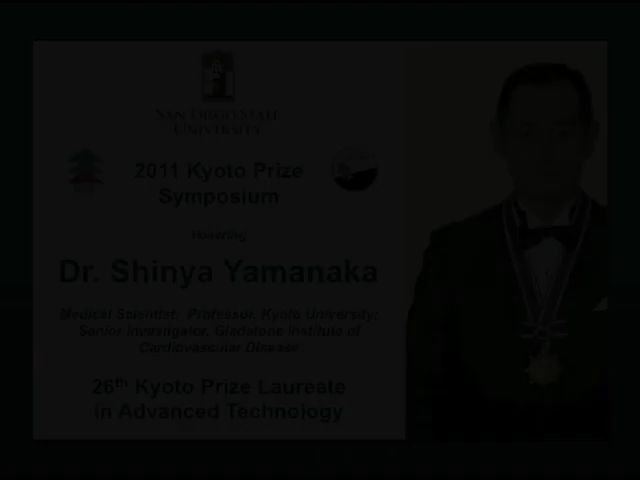 SAN DIEGO STATE
UNIVERSITY
2011 Kyoto Prize
Symposium
Honoring
Dr. Shinya Yamanaka
Medical Scientist; Professor, Kyoto University;
Senior Investigator, Gladstone Institute of
Cardiovascular Disease
26th Kyoto Prize Laureate
in Advanced Technology